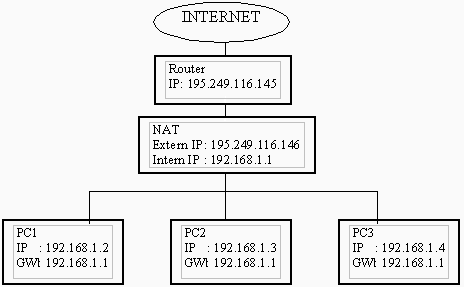 INTERNET
Router
IP: 195.249.116.145
NAT
Extern IP: 195.249.116.146
Intern IP : 192.168.1.1
PC1
IP : 192.168.1.2
GWt 192.168.1.1
PC2
IP : 192.168.1.3
GWt 192.168.1.1
PC3
IP : 192.168.1.4
GWt 192.168.1.1